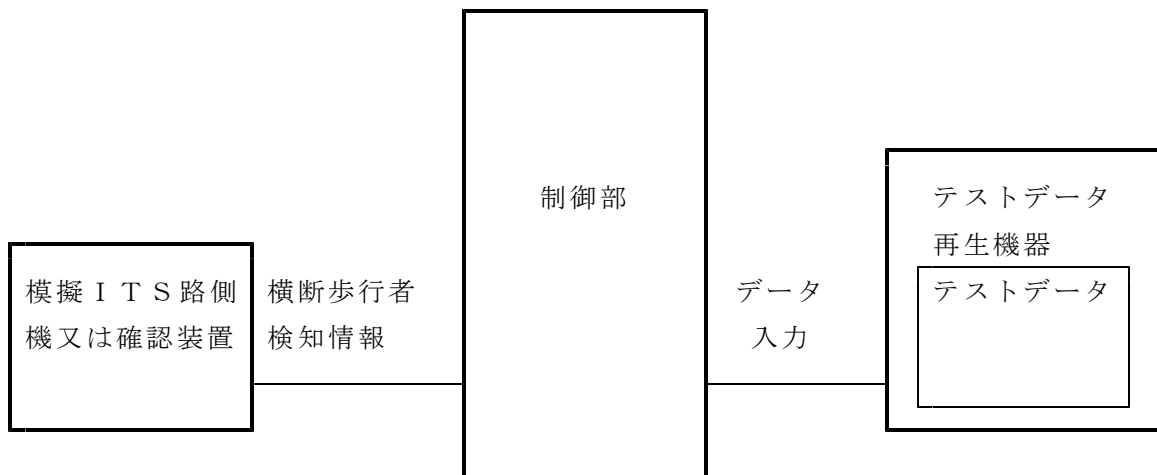 制御部
テストデータ
再生機器
テストデータ
模擬ＩＴＳ路側
機又は確認装置
横断歩行者
検知情報
データ
入力